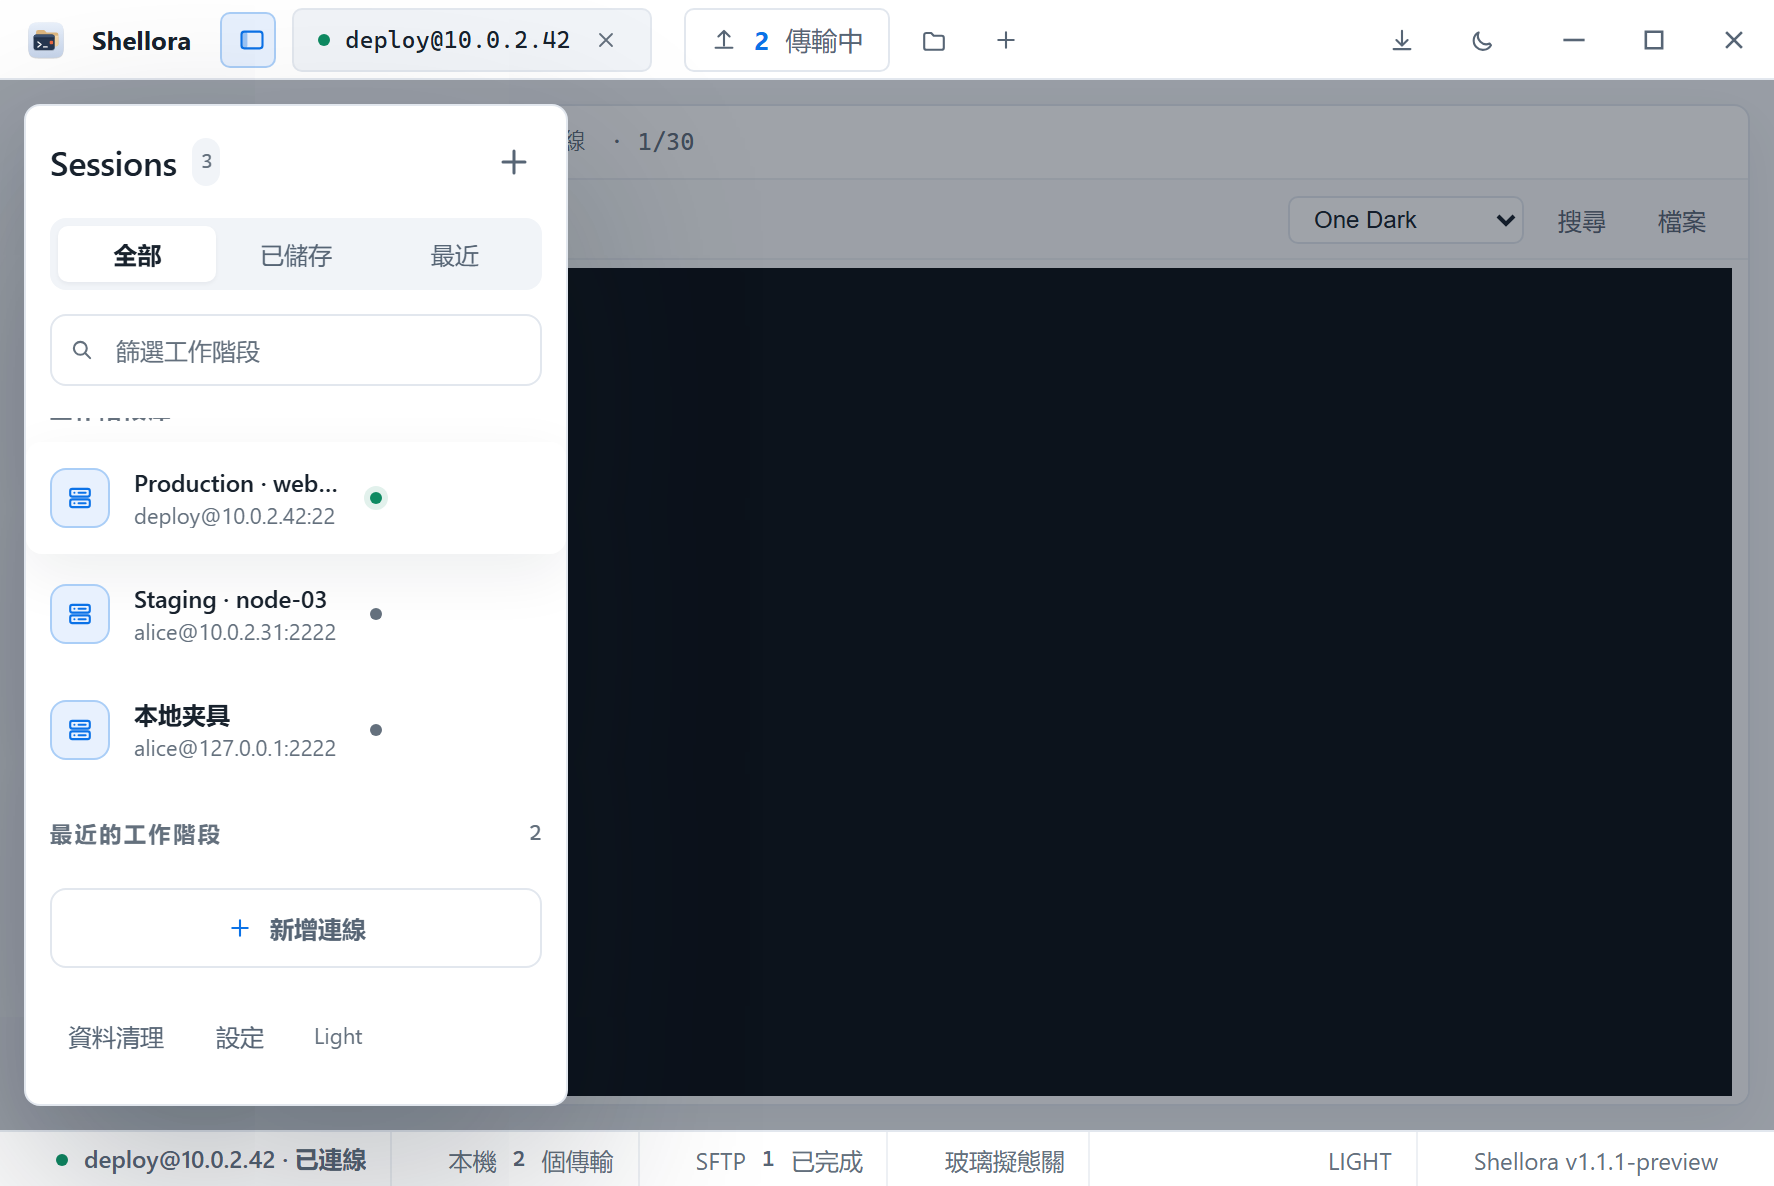 Shellora
deploy@10.0.2.42
2 傳輸中
線 · 1/30
One Dark
搜尋
檔案
Sessions 3
全部
已儲存
最近
篩選工作階段
Production · web...
deploy@10.0.2.42:22
Staging · node-03
alice@10.0.2.31:2222
本地夹具
alice@127.0.0.1:2222
最近的工作階段 2
新增連線
資料清理
設定
Light
deploy@10.0.2.42 · 已連線
本機 2 個傳輸
SFTP 1 已完成
玻璃擬態關
LIGHT
Shellora v1.1.1-preview